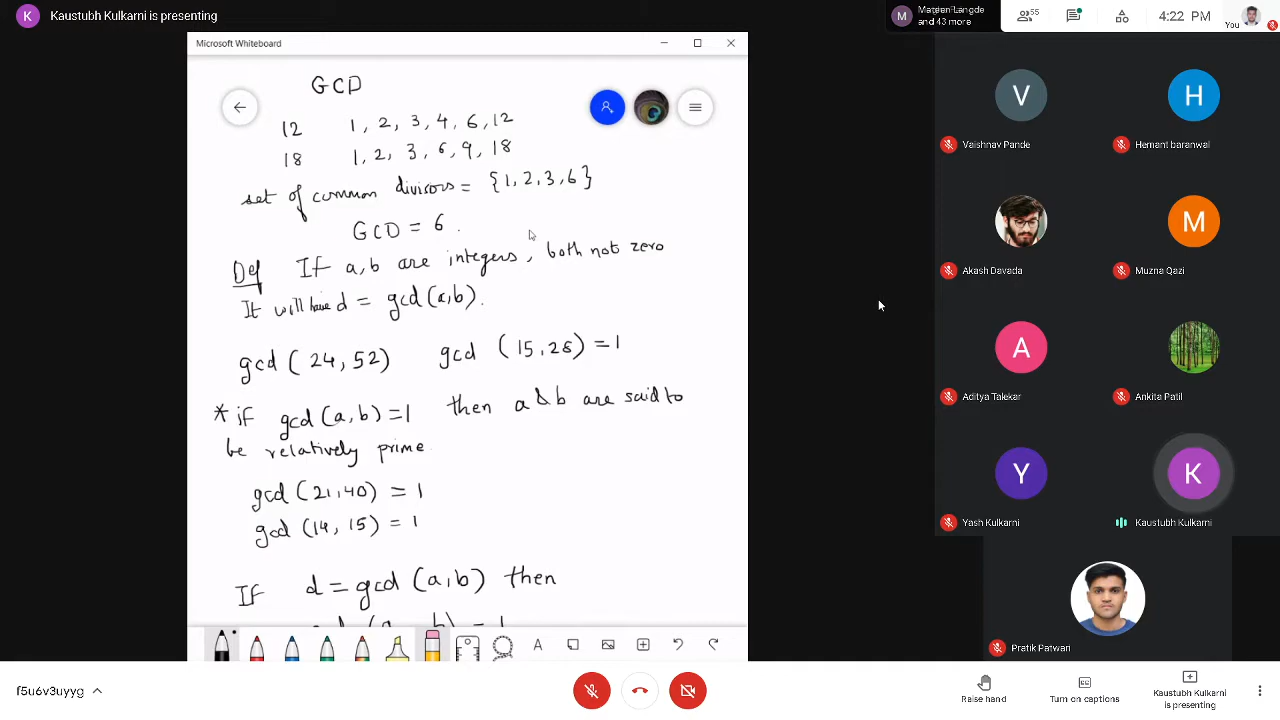 K Kaustubh Kulkarni is presenting
M
and 43 more
55
4:22 PM
You
Microsoft Whiteboard
GCD
12 1, 2, 3, 4, 6, 12
18 1, 2, 3, 6, 9, 18
set of common divisors = {1, 2, 3, 6}
GCD = 6.
Def If a, b are integers, both not zero
It will have d = gcd (a, b).
gcd ( 24, 52) gcd ( 15, 28) = 1
* if gcd (a, b) = 1 then a & b are said to
be relatively prime.
gcd (21, 40) = 1
gcd (14, 15) = 1
If d = gcd (a, b) then
V
Vaishnav Pande
H
Hemant baranwal
Akash Davada
M
Muzna Qazi
A
Aditya Talekar
Ankita Patil
Y
Yash Kulkarni
K
Kaustubh Kulkarni
Pratik Patwari
A
f5u6v3uyyg
Raise hand
Turn on captions
Kaustubh Kulkarni
is presenting